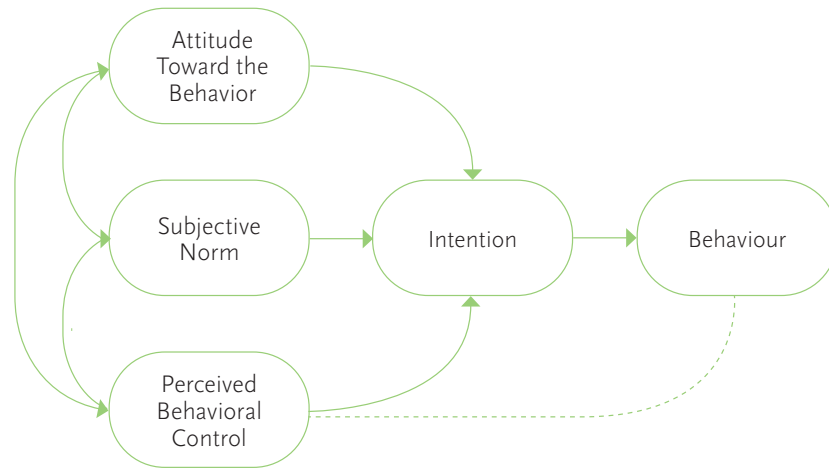 Attitude
Toward the
Behavior
Subjective
Norm
Intention
Behaviour
Perceived
Behavioral
Control